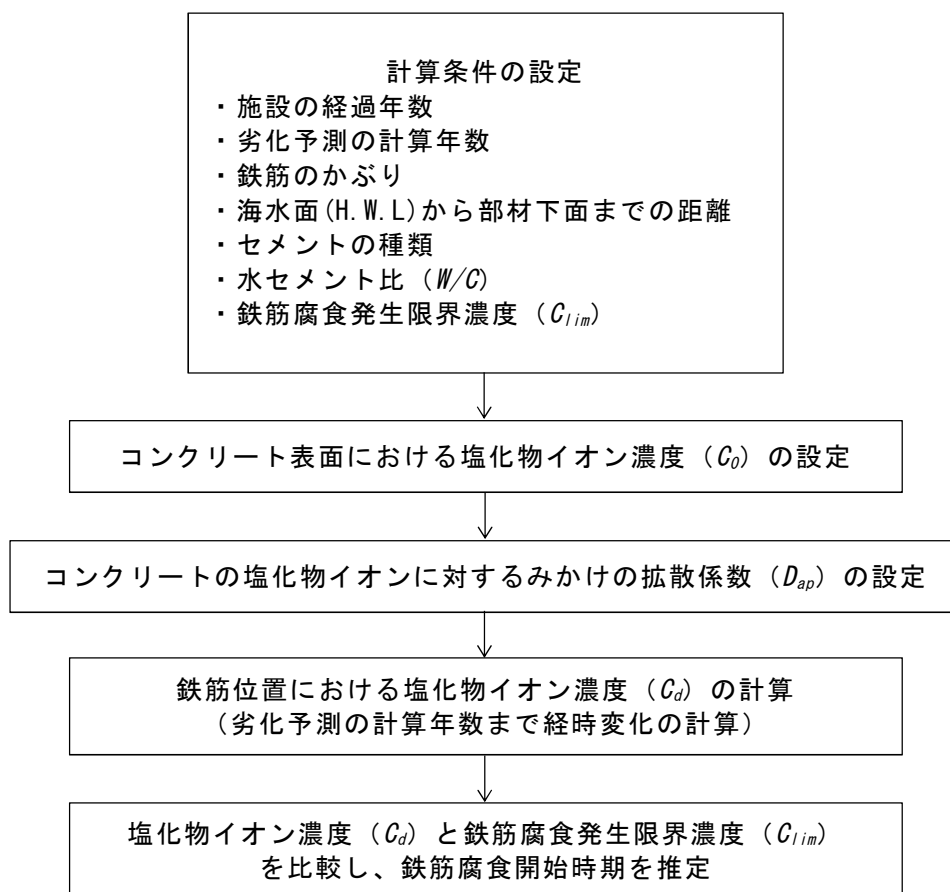 計算条件の設定
・施設の経過年数
・劣化予測の計算年数
・鉄筋のかぶり
・海水面(H.W.L)から部材下面までの距離
・セメントの種類
・水セメント比（W/C）
・鉄筋腐食発生限界濃度（Clim）
コンクリート表面における塩化物イオン濃度（C0）の設定
コンクリートの塩化物イオンに対するみかけの拡散係数（Dap）の設定
鉄筋位置における塩化物イオン濃度（Cd）の計算
（劣化予測の計算年数まで経時変化の計算）
塩化物イオン濃度（Cd）と鉄筋腐食発生限界濃度（Clim）
を比較し、鉄筋腐食開始時期を推定